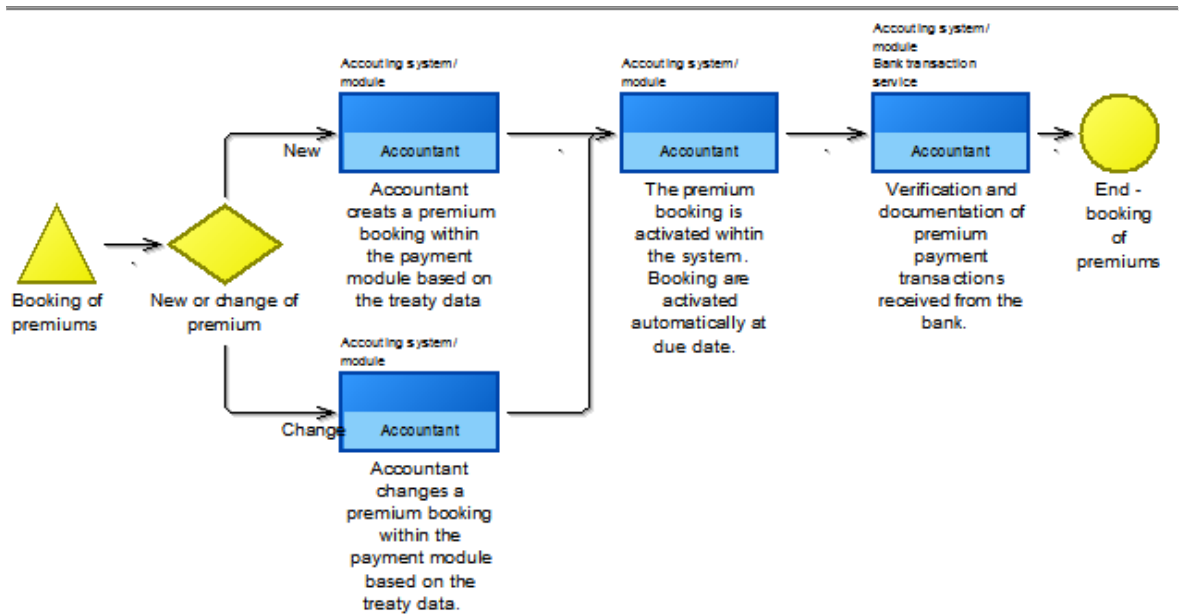 Booking of
premiums
New or change of
premium
New
Accouting system/
module
Accountant
Accountant
creats a premium
booking within
the payment
module based on
the treaty data
Change
Accouting system/
module
Accountant
Accountant
changes a
premium booking
within the
payment module
based on the
treaty data.
Accouting system/
module
Accountant
The premium
booking is
activated wihtin
the system.
Booking are
activated
automatically at
due date.
Accouting system/
module
Bank transaction
service
Accountant
Verification and
documentation of
premium
payment
transactions
received from the
bank.
End -
booking
of
premiums